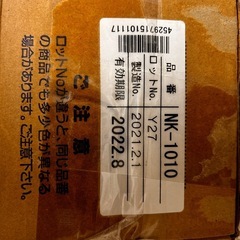 4529715101117
品 番 NK-1010
ロットNo. Y27
製造No. 2021.2.1
有効期限 2022.8
ご 注 意
ロットNoが違うと、同じ品番
の商品でも多少色が異なる
場合があります。ご注意下さい